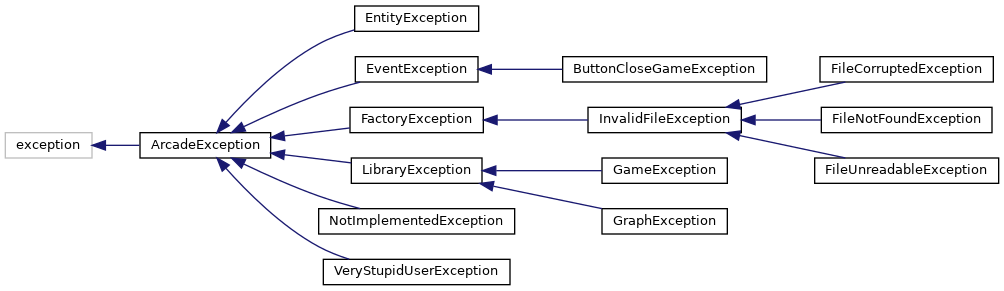 exception
ArcadeException
EntityException
EventException
ButtonCloseGameException
FactoryException
InvalidFileException
FileCorruptedException
FileNotFoundException
FileUnreadableException
LibraryException
GameException
GraphException
NotImplementedException
VeryStupidUserException